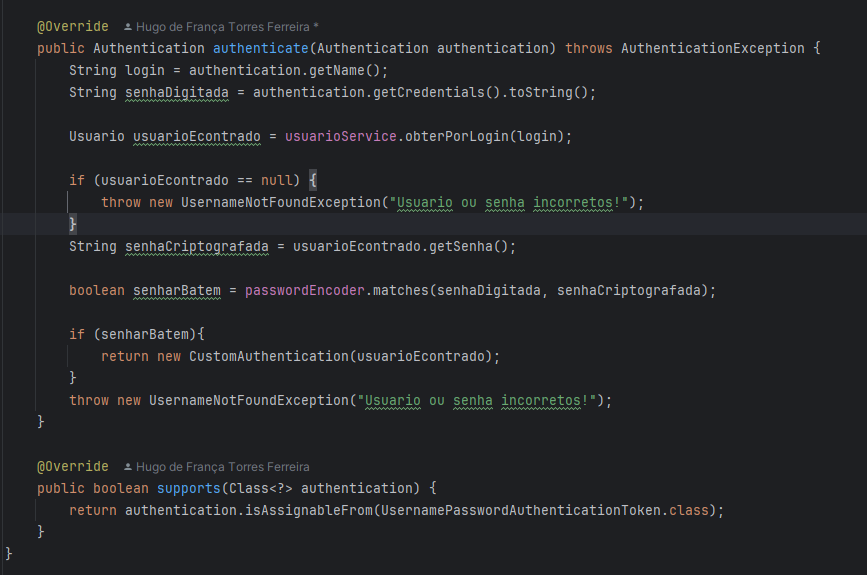 @Override Hugo de França Torres Ferreira *
public Authentication authenticate(Authentication authentication) throws AuthenticationException {
String login = authentication.getName();
String senhaDigitada = authentication.getCredentials().toString();
Usuario usuarioEcontrado = usuarioService.obterPorLogin(login);
if (usuarioEcontrado == null) {
throw new UsernameNotFoundException("Usuario ou senha incorretos!");
}
String senhaCriptografada = usuarioEcontrado.getSenha();
boolean senharBatem = passwordEncoder.matches(senhaDigitada, senhaCriptografada);
if (senharBatem){
return new CustomAuthentication(usuarioEcontrado);
}
throw new UsernameNotFoundException("Usuario ou senha incorretos!");
}
@Override Hugo de França Torres Ferreira
public boolean supports(Class<?> authentication) {
return authentication.isAssignableFrom(UsernamePasswordAuthenticationToken.class);
}
}